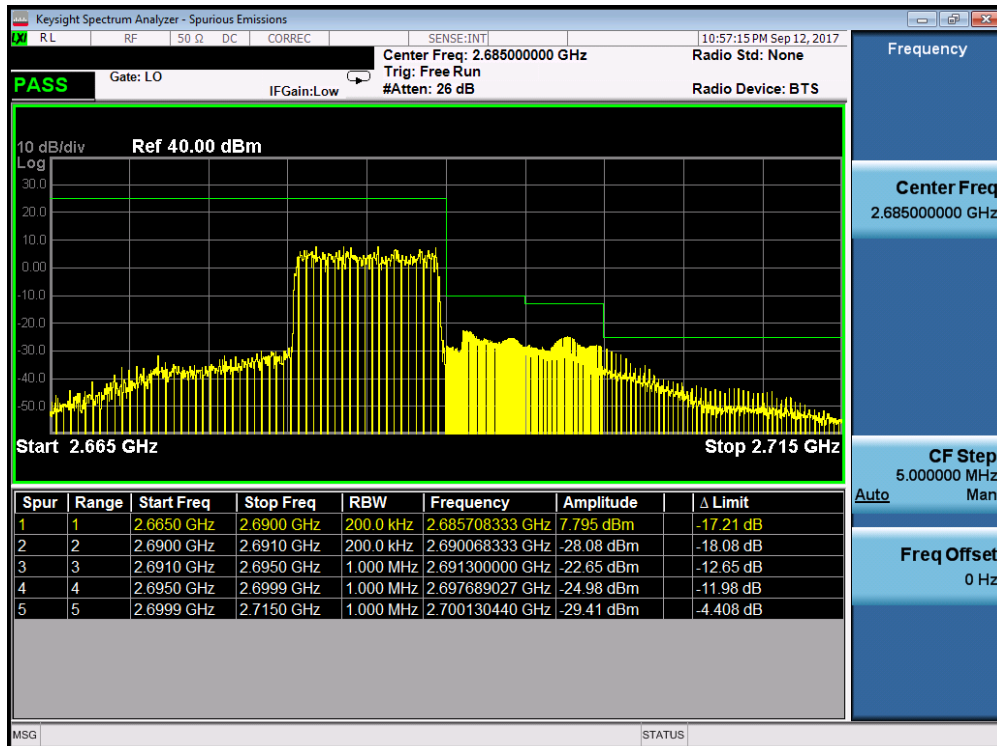 Keysight Spectrum Analyzer - Spurious Emissions
LXI RL RF 50 Ω DC CORREC SENSE:INT 10:57:15 PM Sep 12, 2017
Center Freq: 2.685000000 GHz Radio Std: None
PASS Gate: LO Trig: Free Run
IFGain:Low #Atten: 26 dB Radio Device: BTS
10 dB/div Ref 40.00 dBm
Log
30.0
20.0
10.0
0.00
-10.0
-20.0
-30.0
-40.0
-50.0
Start 2.665 GHz Stop 2.715 GHz
Spur Range Start Freq Stop Freq RBW Frequency Amplitude Δ Limit
1 1 2.6650 GHz 2.6900 GHz 200.0 kHz 2.685708333 GHz 7.795 dBm -17.21 dB
2 2 2.6900 GHz 2.6910 GHz 200.0 kHz 2.690068333 GHz -28.08 dBm -18.08 dB
3 3 2.6910 GHz 2.6950 GHz 1.000 MHz 2.691300000 GHz -22.65 dBm -12.65 dB
4 4 2.6950 GHz 2.6999 GHz 1.000 MHz 2.697689027 GHz -24.98 dBm -11.98 dB
5 5 2.6999 GHz 2.7150 GHz 1.000 MHz 2.700130440 GHz -29.41 dBm -4.408 dB
MSG STATUS
Frequency
Center Freq
2.685000000 GHz
CF Step
5.000000 MHz
Auto Man
Freq Offset
0 Hz